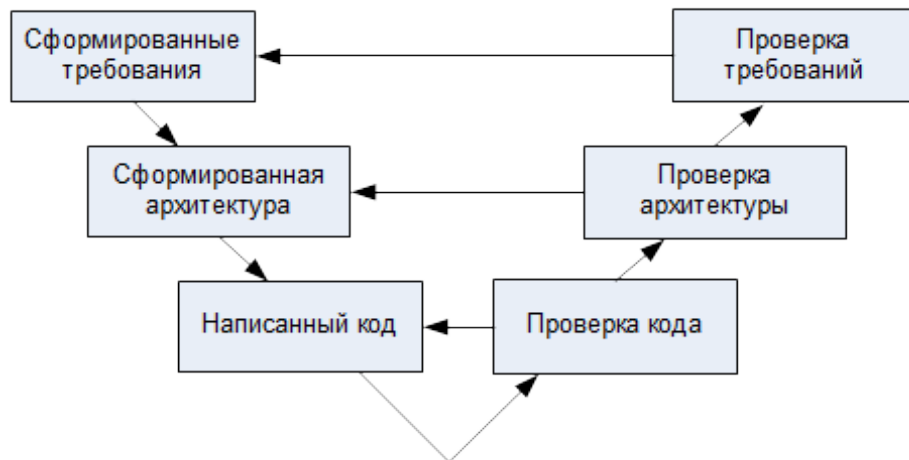 Сформированные
требования
Проверка
требований
Сформированная
архитектура
Проверка
архитектуры
Написанный код
Проверка кода